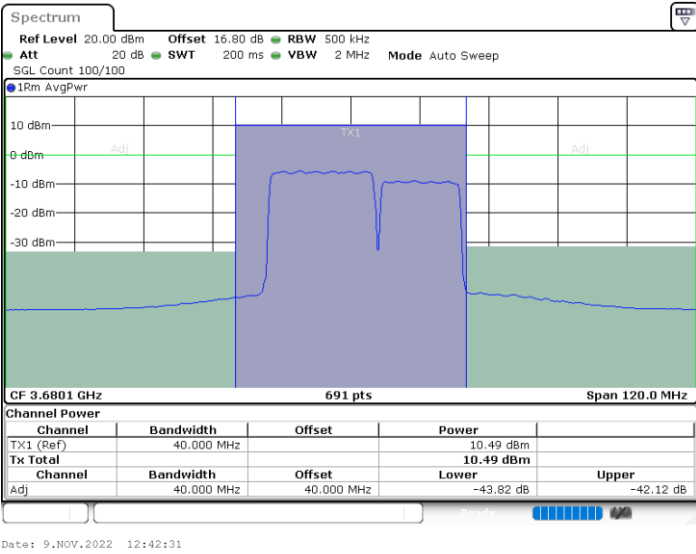 Spectrum
Ref Level 20.00 dBm Offset 16.80 dB RBW 500 kHz
Att 20 dB SWT 200 ms VBW 2 MHz Mode Auto Sweep
SGL Count 100/100
1Rm AvgPwr
TX1
10 dBm
Adj Adj
0 dBm
-10 dBm
-20 dBm
-30 dBm
CF 3.6801 GHz 691 pts Span 120.0 MHz
Channel Power
Channel Bandwidth Offset Power
TX1 (Ref) 40.000 MHz 10.49 dBm
Tx Total 10.49 dBm
Channel Bandwidth Offset Lower Upper
Adj 40.000 MHz 40.000 MHz -43.82 dB -42.12 dB
Ready
Date: 9.NOV.2022 12:42:31